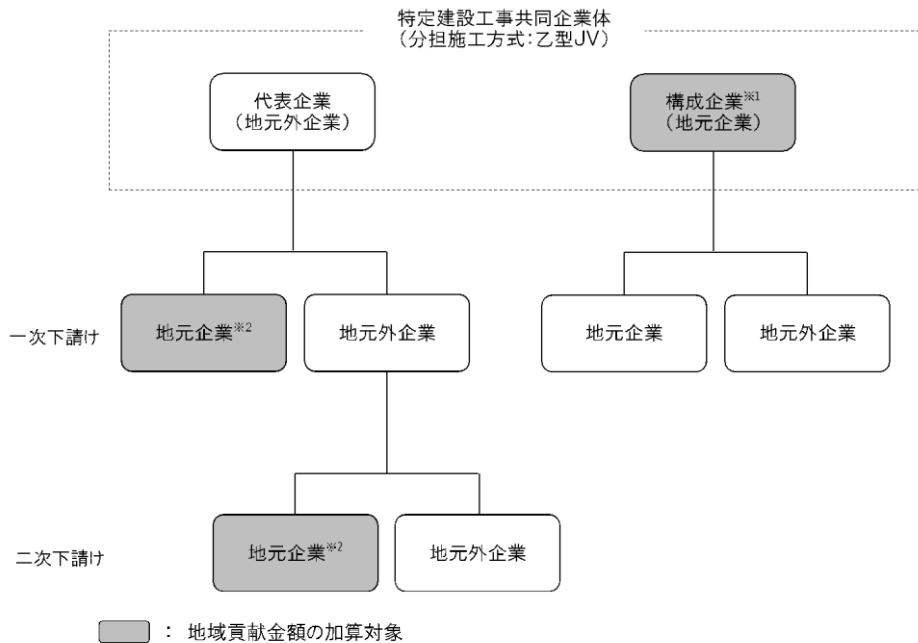 特定建設工事共同企業体
(分担施工方式:乙型JV)
代表企業
(地元外企業)
構成企業※1
(地元企業)
一次下請け
地元企業※2
地元外企業
地元企業
地元外企業
二次下請け
地元企業※2
地元外企業
: 地域貢献金額の加算対象